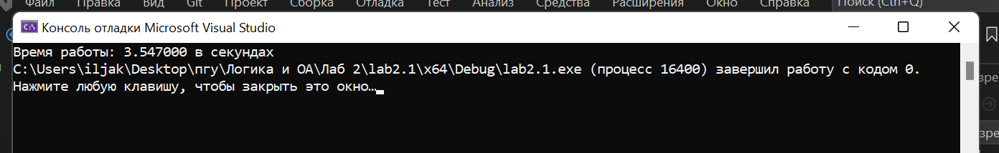 Файл Правка Вид Git Проект Сборка Отладка Тест Анализ Средства Расширения Окно Справка Поиск (Ctrl+Q)
Консоль отладки Microsoft Visual Studio
Время работы: 3.547000 в секундах
C:\Users\iljak\Desktop\пгу\Логика и ОА\Лаб 2\lab2.1\x64\Debug\lab2.1.exe (процесс 16400) завершил работу с кодом 0.
Нажмите любую клавишу, чтобы закрыть это окно…